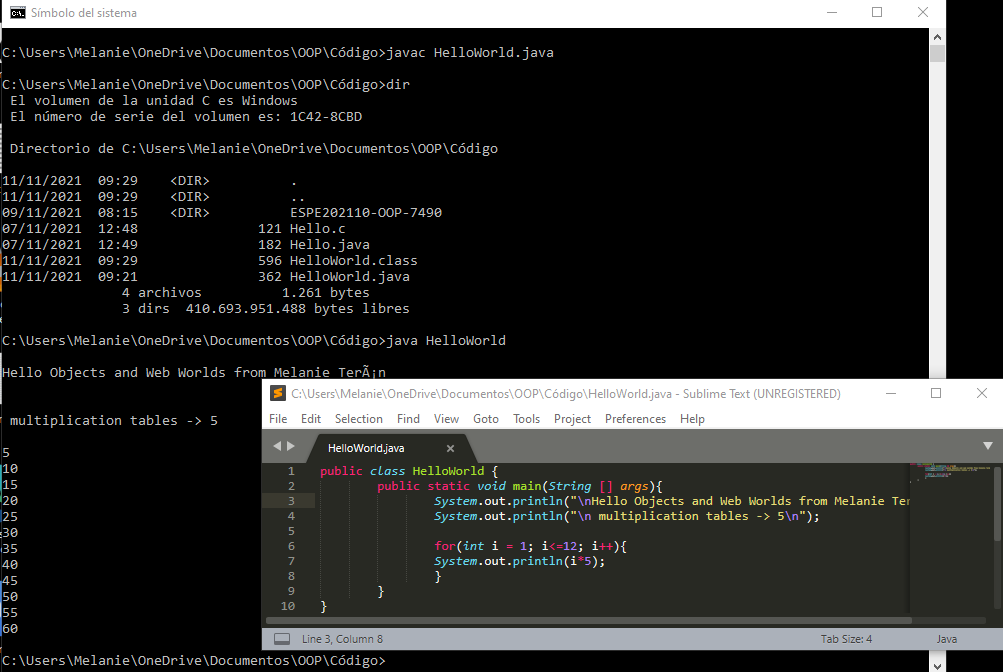 Símbolo del sistema
C:\Users\Melanie\OneDrive\Documentos\OOP\Código>javac HelloWorld.java
C:\Users\Melanie\OneDrive\Documentos\OOP\Código>dir
 El volumen de la unidad C es Windows
 El número de serie del volumen es: 1C42-8CBD
 Directorio de C:\Users\Melanie\OneDrive\Documentos\OOP\Código
11/11/2021  09:29    <DIR>          .
11/11/2021  09:29    <DIR>          ..
09/11/2021  08:15    <DIR>          ESPE202110-OOP-7490
07/11/2021  12:48               121 Hello.c
07/11/2021  12:49               182 Hello.java
11/11/2021  09:29               596 HelloWorld.class
11/11/2021  09:21               362 HelloWorld.java
               4 archivos          1.261 bytes
               3 dirs  410.693.951.488 bytes libres
C:\Users\Melanie\OneDrive\Documentos\OOP\Código>java HelloWorld
Hello Objects and Web Worlds from Melanie TerÃ¡n
 multiplication tables -> 5
5
10
15
20
25
30
35
40
45
50
55
60
C:\Users\Melanie\OneDrive\Documentos\OOP\Código>
C:\Users\Melanie\OneDrive\Documentos\OOP\Código\HelloWorld.java - Sublime Text (UNREGISTERED)
File Edit Selection Find View Goto Tools Project Preferences Help
HelloWorld.java
1 public class HelloWorld {
2 public static void main(String [] args){
3 System.out.println("\nHello Objects and Web Worlds from Melanie Ter
4 System.out.println("\n multiplication tables -> 5\n");
5
6 for(int i = 1; i<=12; i++){
7 System.out.println(i*5);
8 }
9 }
10 }
Line 3, Column 8 Tab Size: 4 Java